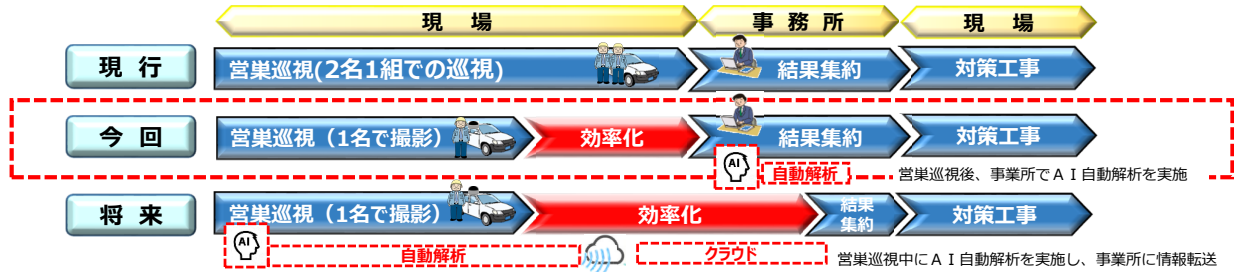 現 場
事 務 所
現 場
現 行
営巣巡視(2名1組での巡視)
結果集約
対策工事
今 回
営巣巡視（1名で撮影）
効率化
結果集約
対策工事
AI
自動解析
営巣巡視後、事業所でＡＩ自動解析を実施
将 来
営巣巡視（1名で撮影）
効率化
結果
集約
対策工事
AI
自動解析
クラウド
営巣巡視中にＡＩ自動解析を実施し、事業所に情報転送